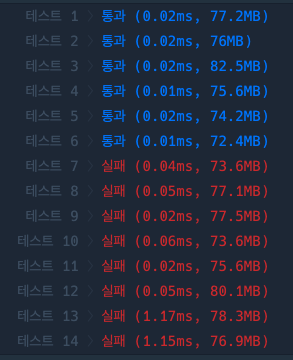 테스트 1 > 통과 (0.02ms, 77.2MB)
테스트 2 > 통과 (0.02ms, 76MB)
테스트 3 > 통과 (0.02ms, 82.5MB)
테스트 4 > 통과 (0.01ms, 75.6MB)
테스트 5 > 통과 (0.02ms, 74.2MB)
테스트 6 > 통과 (0.01ms, 72.4MB)
테스트 7 > 실패 (0.04ms, 73.6MB)
테스트 8 > 실패 (0.05ms, 77.1MB)
테스트 9 > 실패 (0.02ms, 77.5MB)
테스트 10 > 실패 (0.06ms, 73.6MB)
테스트 11 > 실패 (0.02ms, 75.6MB)
테스트 12 > 실패 (0.05ms, 80.1MB)
테스트 13 > 실패 (1.17ms, 78.3MB)
테스트 14 > 실패 (1.15ms, 76.9MB)